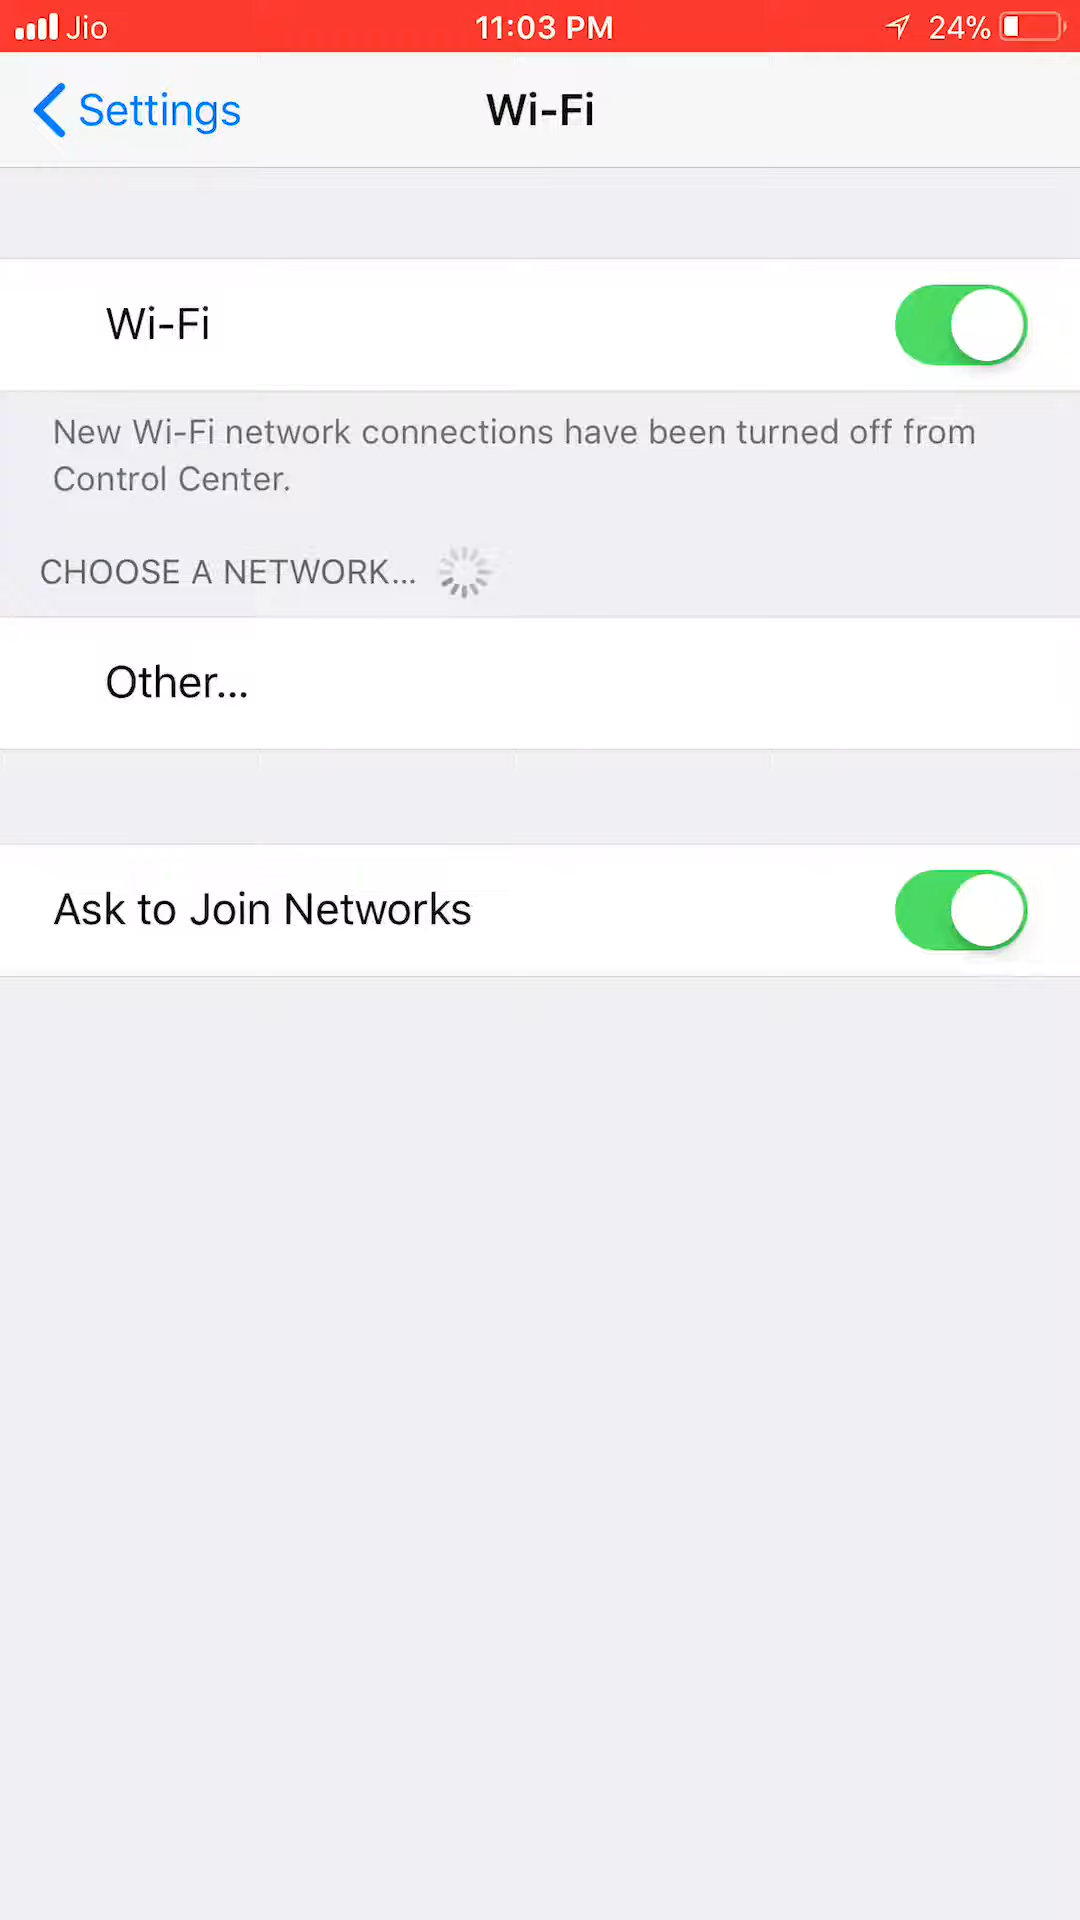 Jio 11:03 PM 24%
Settings Wi-Fi
Wi-Fi
New Wi-Fi network connections have been turned off from
Control Center.
CHOOSE A NETWORK...
Other...
Ask to Join Networks